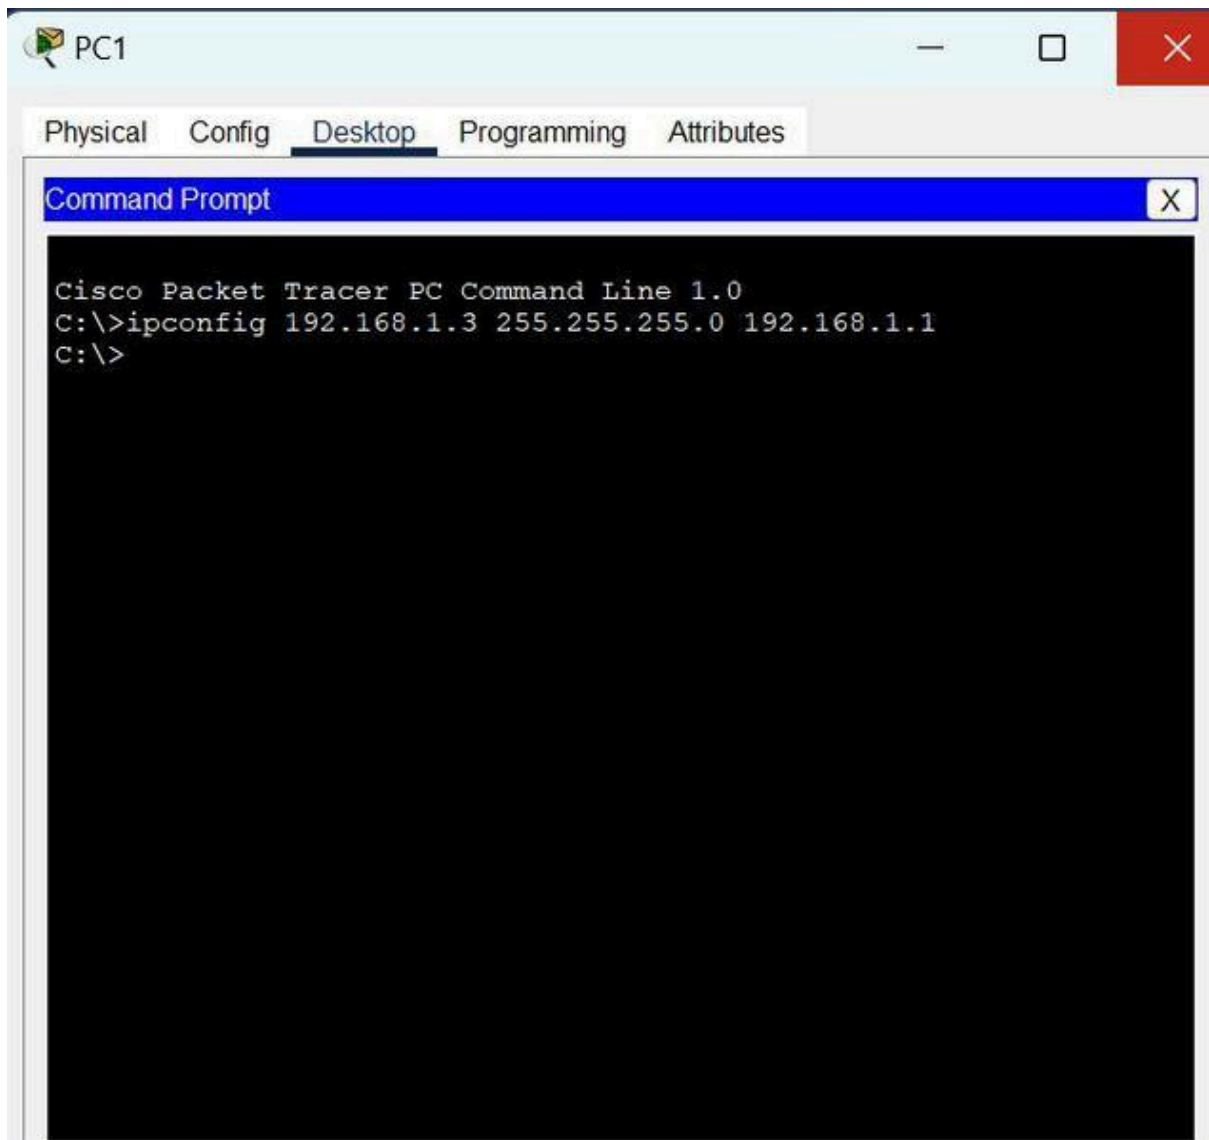 PC1
Physical Config Desktop Programming Attributes
Command Prompt
X
Cisco Packet Tracer PC Command Line 1.0
C:\>ipconfig 192.168.1.3 255.255.255.0 192.168.1.1
C:\>